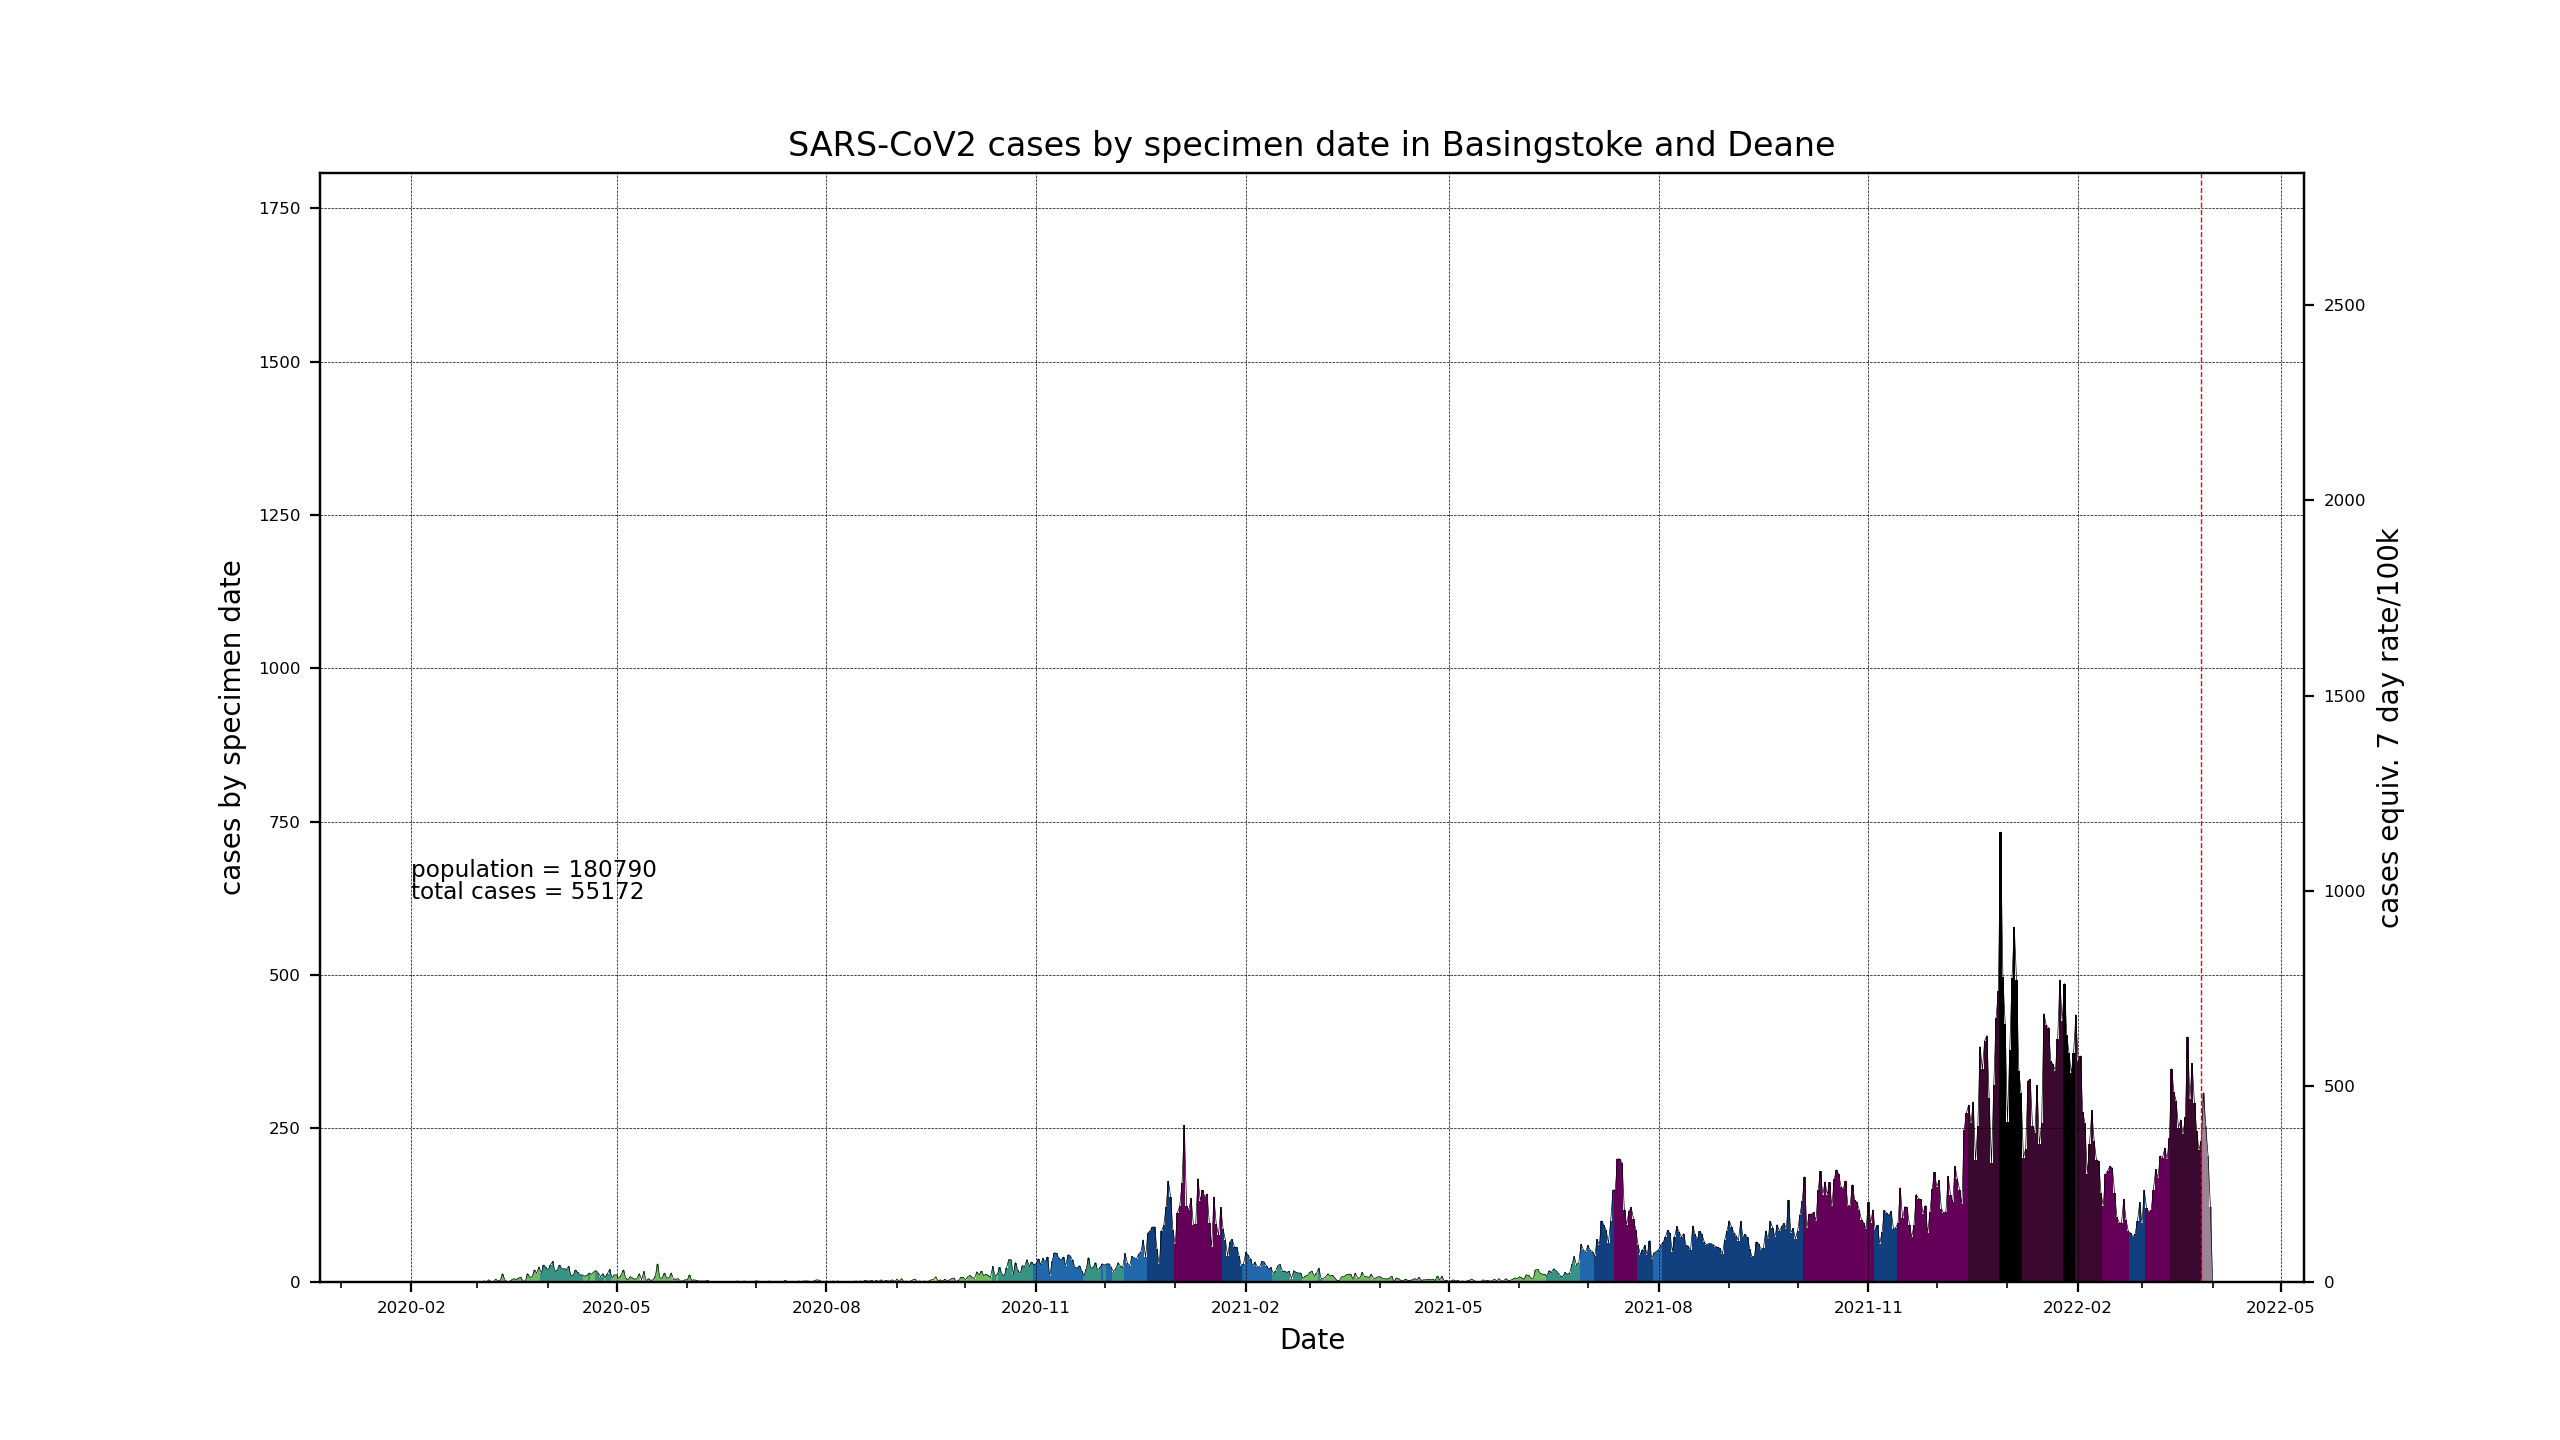 SARS-CoV2 cases by specimen date in Basingstoke and Deane
cases by specimen date
1750
1500
1250
1000
750
500
250
0
population = 180790
total cases = 55172
2500
2000
1500
1000
500
0
cases equiv. 7 day rate/100k
2020-02 2020-05 2020-08 2020-11 2021-02 2021-05 2021-08 2021-11 2022-02 2022-05
Date